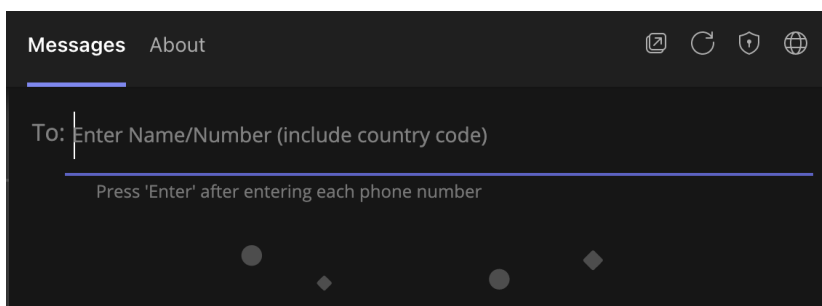 Messages About
To: Enter Name/Number (include country code)
Press 'Enter' after entering each phone number